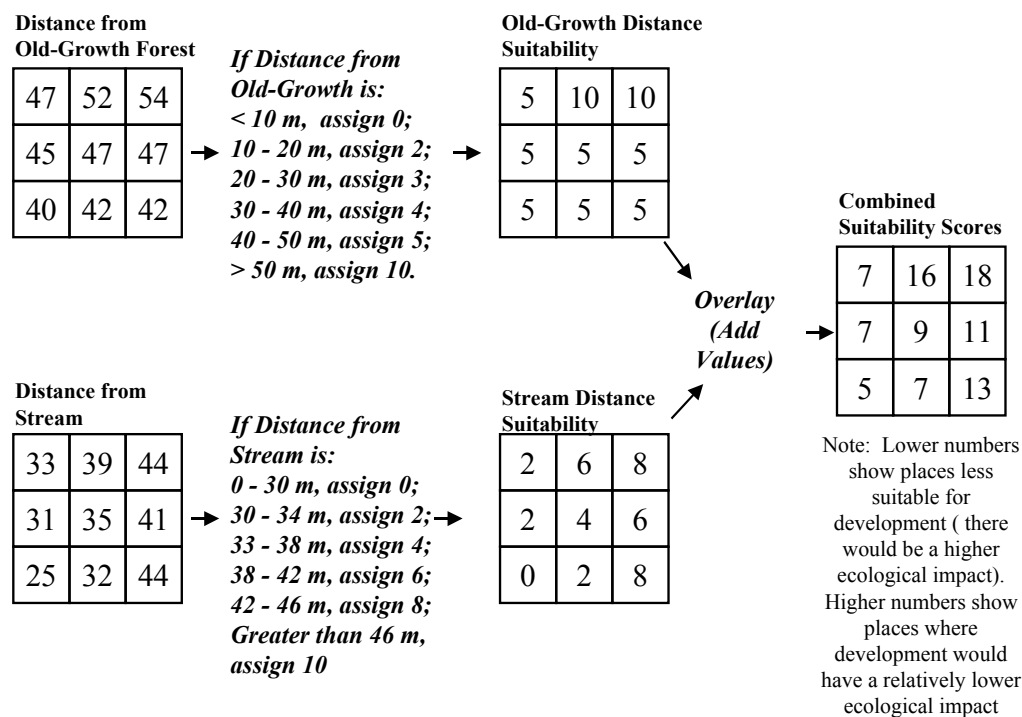 Distance from
Old-Growth Forest
47 52 54
45 47 47
40 42 42
If Distance from
Old-Growth is:
< 10 m, assign 0;
10 - 20 m, assign 2;
20 - 30 m, assign 3;
30 - 40 m, assign 4;
40 - 50 m, assign 5;
> 50 m, assign 10.
Old-Growth Distance
Suitability
5 10 10
5 5 5
5 5 5
Distance from
Stream
33 39 44
31 35 41
25 32 44
If Distance from
Stream is:
0 - 30 m, assign 0;
30 - 34 m, assign 2;
33 - 38 m, assign 4;
38 - 42 m, assign 6;
42 - 46 m, assign 8;
Greater than 46 m,
assign 10
Stream Distance
Suitability
2 6 8
2 4 6
0 2 8
Overlay
(Add
Values)
Combined
Suitability Scores
7 16 18
7 9 11
5 7 13
Note: Lower numbers
show places less
suitable for
development ( there
would be a higher
ecological impact).
Higher numbers show
places where
development would
have a relatively lower
ecological impact